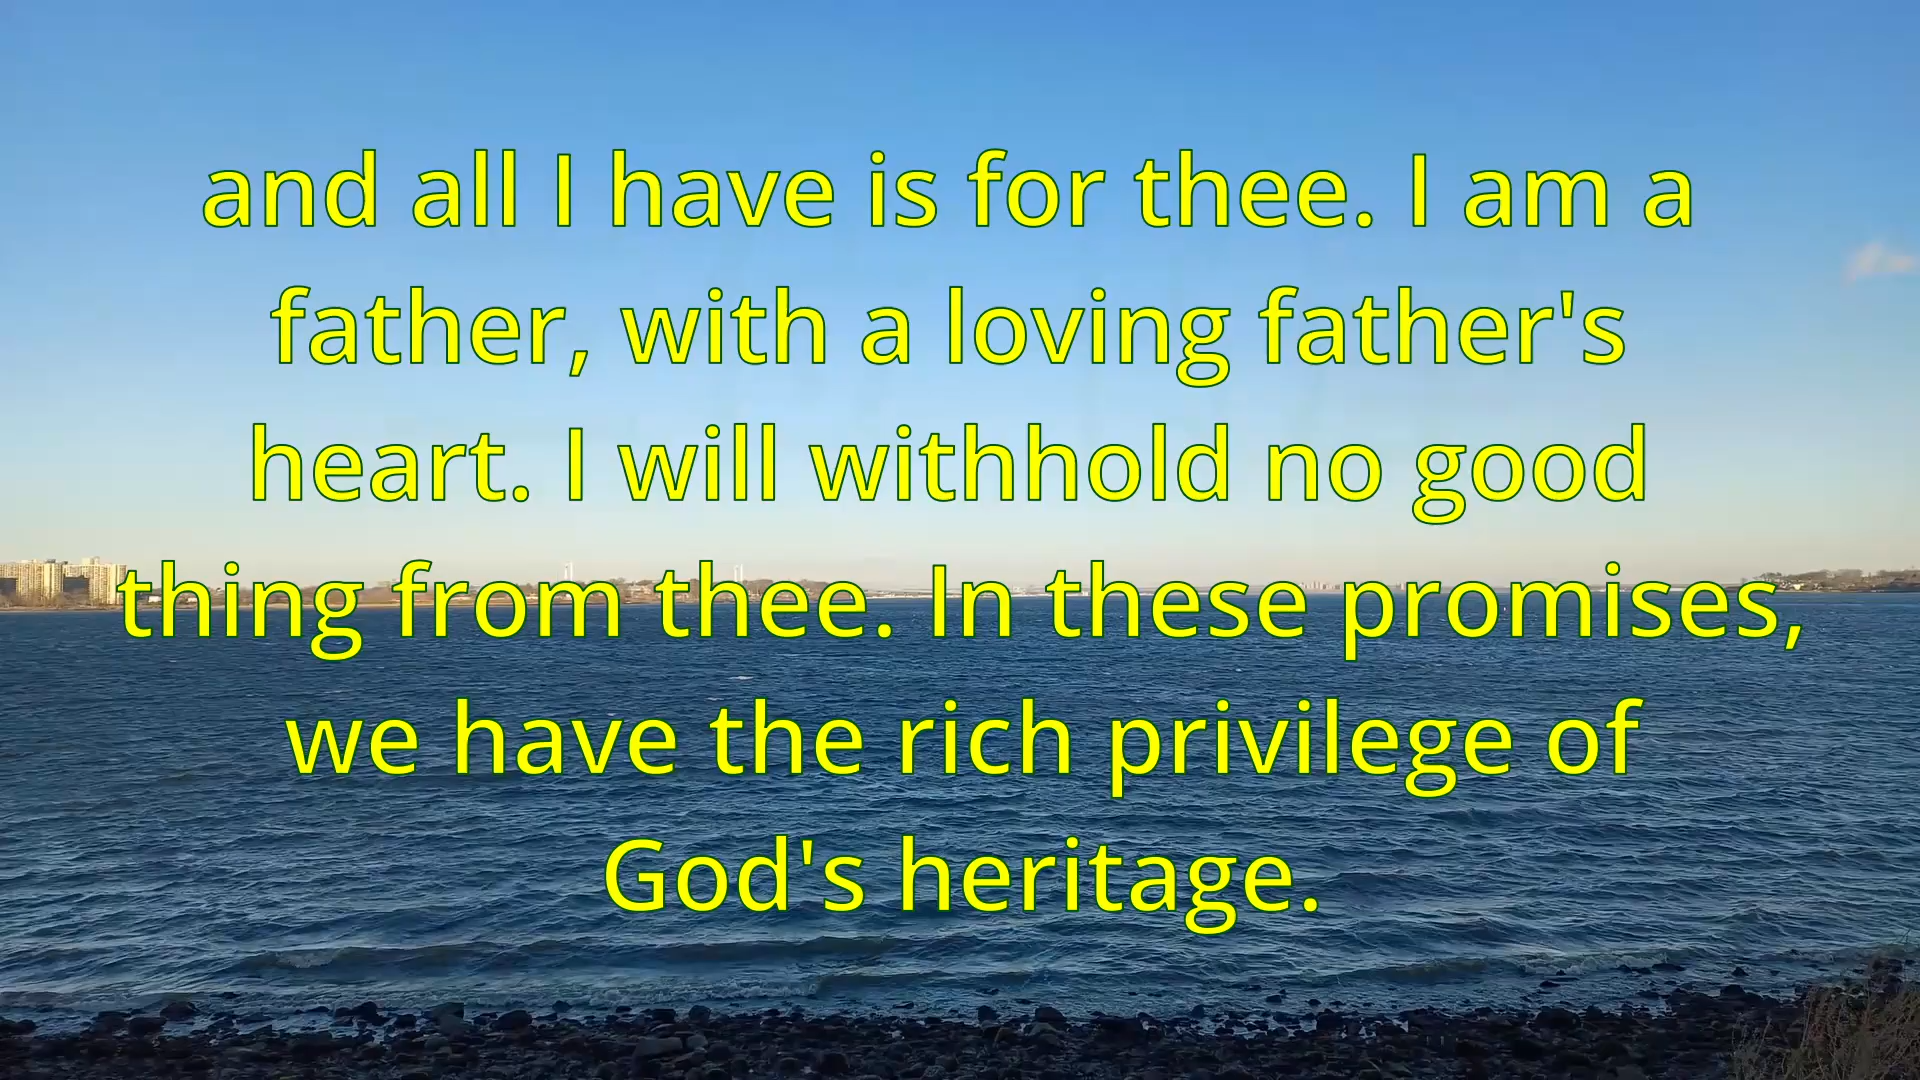 and all I have is for thee. I am a
father, with a loving father's
heart. I will withhold no good
thing from thee. In these promises,
we have the rich privilege of
God's heritage.